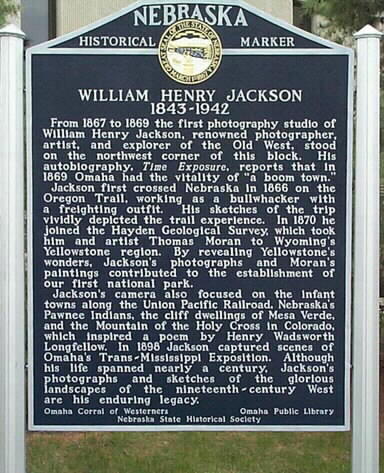 NEBRASKA
HISTORICAL MARKER
WILLIAM HENRY JACKSON
1843-1942
From 1867 to 1869 the first photography studio of
William Henry Jackson, renowned photographer,
artist, and explorer of the Old West, stood
on the northwest corner of this block. His
autobiography, Time Exposure, reports that in
1869 Omaha had the vitality of "a boom town."
Jackson first crossed Nebraska in 1866 on the
Oregon Trail, working as a bullwhacker with
a freighting outfit. His sketches of the trip
vividly depicted the trail experience. In 1870 he
joined the Hayden Geological Survey, which took
him and artist Thomas Moran to Wyoming's
Yellowstone region. By revealing Yellowstone's
wonders, Jackson's photographs and Moran's
paintings contributed to the establishment of
our first national park.
Jackson's camera also focused on the infant
towns along the Union Pacific Railroad, Nebraska's
Pawnee Indians, the cliff dwellings of Mesa Verde,
and the Mountain of the Holy Cross in Colorado,
which inspired a poem by Henry Wadsworth
Longfellow. In 1898 Jackson captured scenes of
Omaha's Trans-Mississippi Exposition. Although
his life spanned nearly a century, Jackson's
photographs and sketches of the glorious
landscapes of the nineteenth-century West
are his enduring legacy.
Omaha Corral of Westerners Omaha Public Library
Nebraska State Historical Society